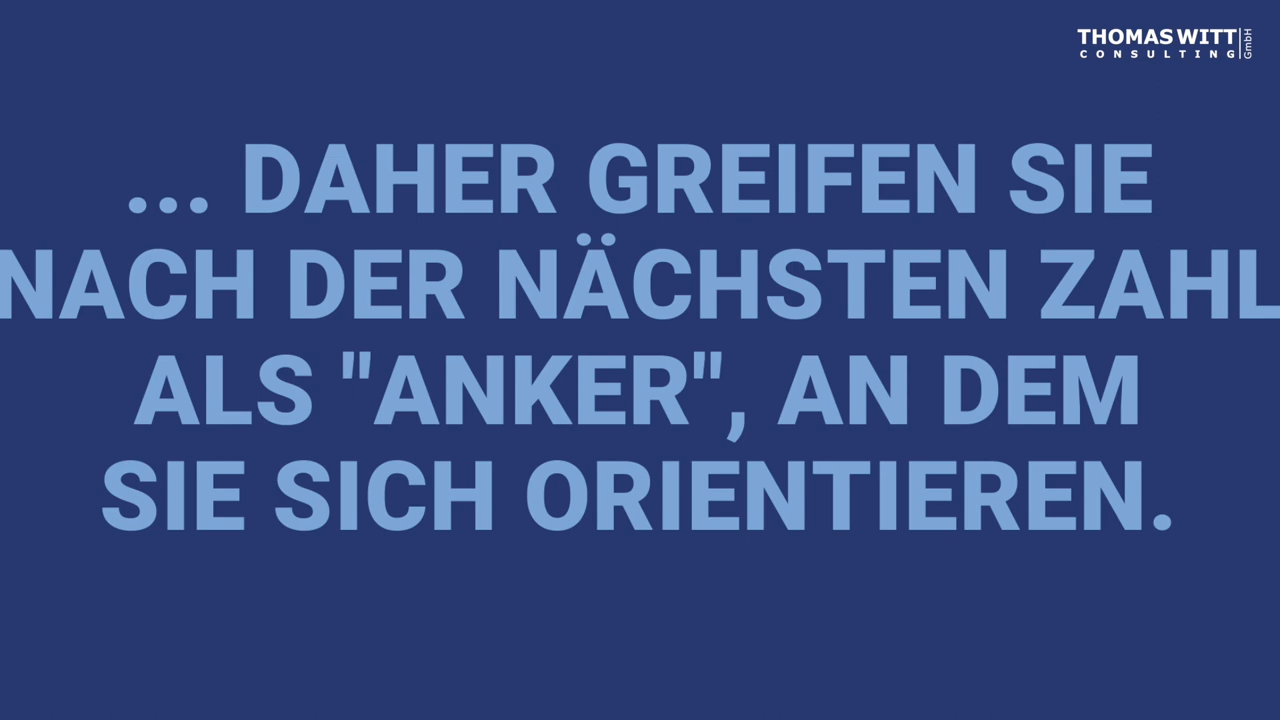 THOMAS WITT
CONSULTING
GmbH
... DAHER GREIFEN SIE
NACH DER NÄCHSTEN ZAHL
ALS "ANKER", AN DEM
SIE SICH ORIENTIEREN.